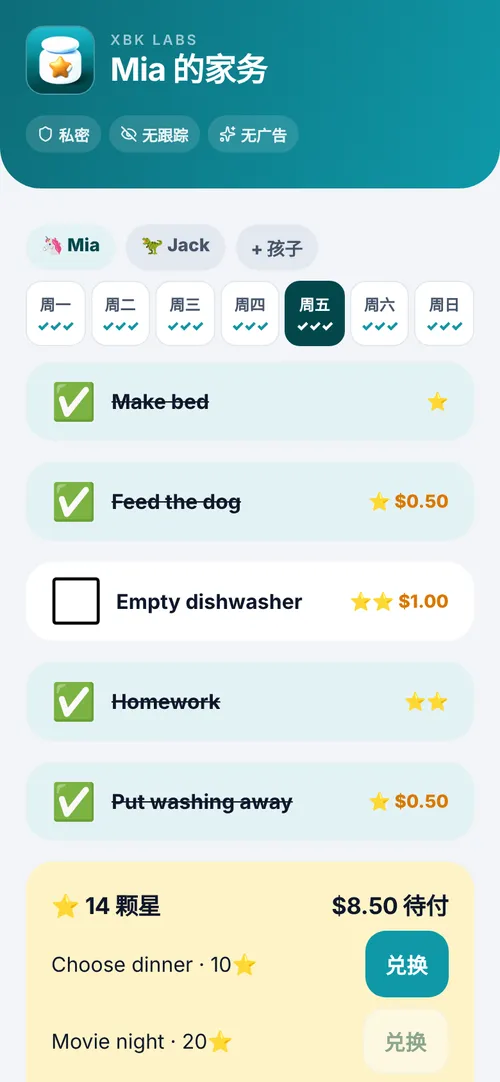 XBK LABS
Mia 的家务
私密 无跟踪 无广告
Mia Jack + 孩子
周一 周二 周三 周四 周五 周六 周日
Make bed
Feed the dog $0.50
Empty dishwasher $1.00
Homework
Put washing away $0.50
14 颗星 $8.50 待付
Choose dinner · 10⭐ 兑换
Movie night · 20⭐ 兑换